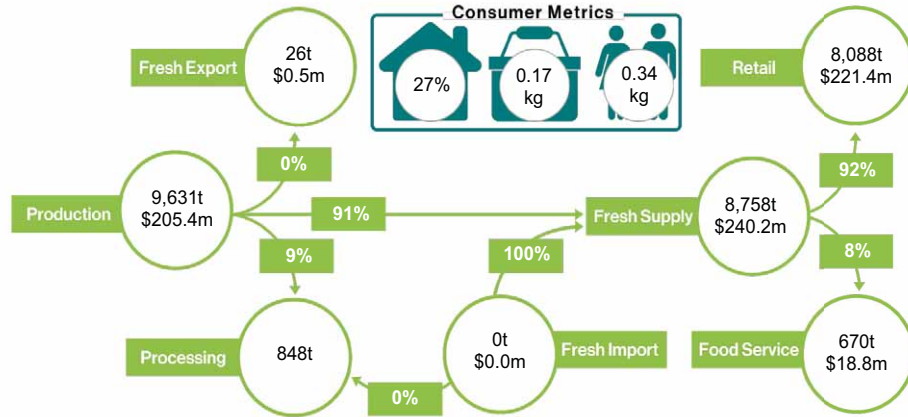 Consumer Metrics
Fresh Export
26t
$0.5m
27%
0.17
kg
0.34
kg
Retail
8,088t
$221.4m
0%
92%
Production
9,631t
$205.4m
91%
Fresh Supply
8,758t
$240.2m
9%
100%
8%
Processing
848t
0t
$0.0m
Fresh Import
Food Service
670t
$18.8m
0%